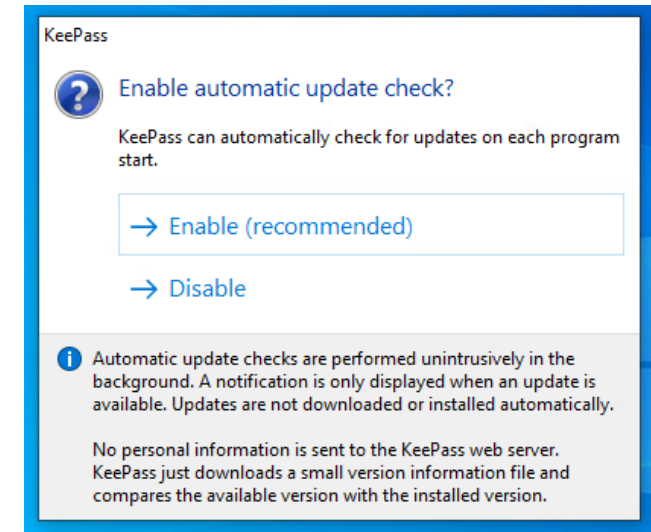 KeePass
Enable automatic update check?
KeePass can automatically check for updates on each program
start.
→ Enable (recommended)
→ Disable
Automatic update checks are performed unintrusively in the
background. A notification is only displayed when an update is
available. Updates are not downloaded or installed automatically.
No personal information is sent to the KeePass web server.
KeePass just downloads a small version information file and
compares the available version with the installed version.